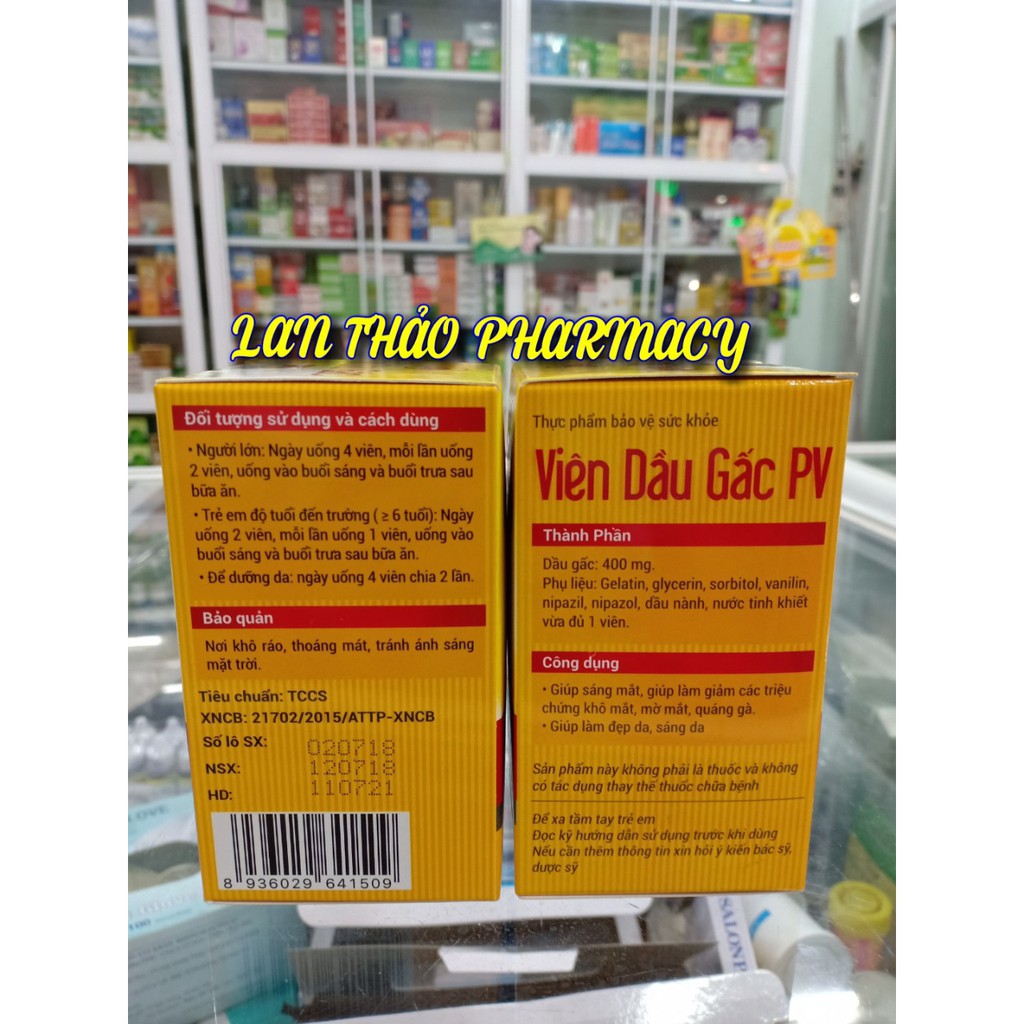 LAN THẢO PHARMACY
Đối tượng sử dụng và cách dùng
• Người lớn: Ngày uống 4 viên, mỗi lần uống
2 viên, uống vào buổi sáng và buổi trưa sau
bữa ăn.
• Trẻ em độ tuổi đến trường ( ≥ 6 tuổi): Ngày
uống 2 viên, mỗi lần uống 1 viên, uống vào
buổi sáng và buổi trưa sau bữa ăn.
• Để dưỡng da: ngày uống 4 viên chia 2 lần.
Bảo quản
Nơi khô ráo, thoáng mát, tránh ánh sáng
mặt trời.
Tiêu chuẩn: TCCS
XNCB: 21702/2015/ATTP-XNCB
Số lô SX: 020718
NSX: 120718
HD: 110721
8 936029 641509
Thực phẩm bảo vệ sức khỏe
Viên Dầu Gấc PV
Thành Phần
Dầu gấc: 400 mg.
Phụ liệu: Gelatin, glycerin, sorbitol, vanilin,
nipazil, nipazol, dầu nành, nước tinh khiết
vừa đủ 1 viên.
Công dụng
• Giúp sáng mắt, giúp làm giảm các triệu
chứng khô mắt, mờ mắt, quáng gà.
• Giúp làm đẹp da, sáng da
Sản phẩm này không phải là thuốc và không
có tác dụng thay thế thuốc chữa bệnh
Để xa tầm tay trẻ em
Đọc kỹ hướng dẫn sử dụng trước khi dùng
Nếu cần thêm thông tin xin hỏi ý kiến bác sỹ,
dược sỹ
SALONP